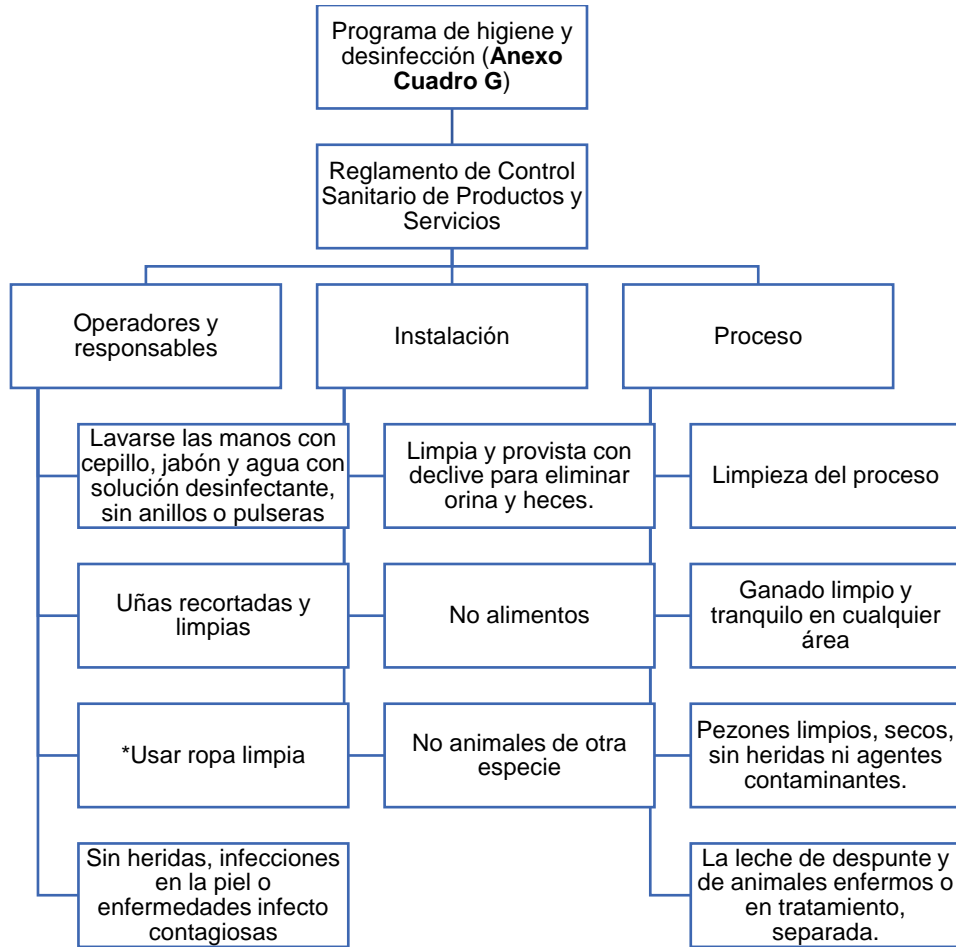 Programa de higiene y
desinfección (Anexo
Cuadro G)
Reglamento de Control
Sanitario de Productos y
Servicios
Operadores y
responsables
Lavarse las manos con
cepillo, jabón y agua con
solución desinfectante,
sin anillos o pulseras
Uñas recortadas y
limpias
*Usar ropa limpia
Sin heridas, infecciones
en la piel o
enfermedades infecto
contagiosas
Instalación
Limpia y provista con
declive para eliminar
orina y heces.
No alimentos
No animales de otra
especie
Proceso
Limpieza del proceso
Ganado limpio y
tranquilo en cualquier
área
Pezones limpios, secos,
sin heridas ni agentes
contaminantes.
La leche de despunte y
de animales enfermos o
en tratamiento,
separada.